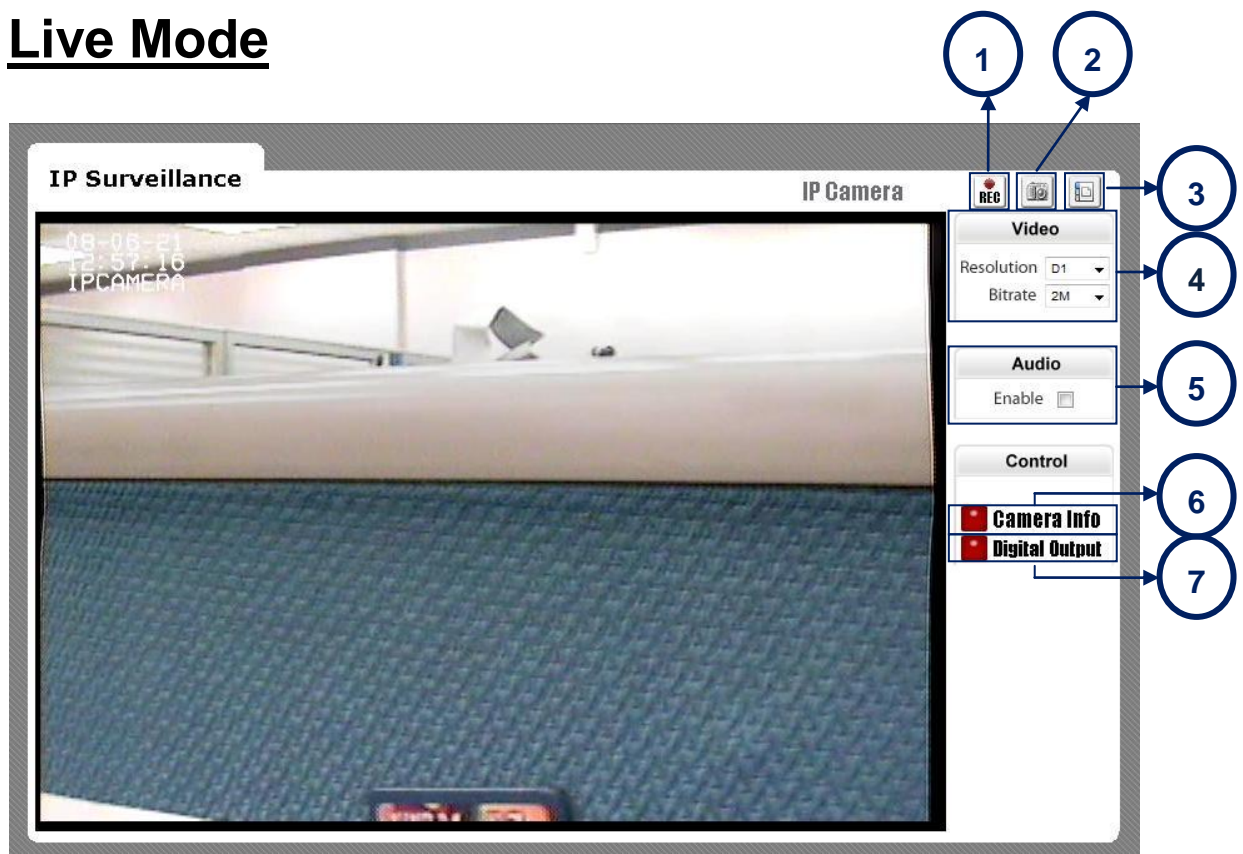 Live Mode
1
2
IP Surveillance
IP Camera
REC
3
08-06-21
12:57:16
IPCAMERA
Video
Resolution D1
Bitrate 2M
4
Audio
Enable
5
Control
6
Camera Info
Digital Output
7